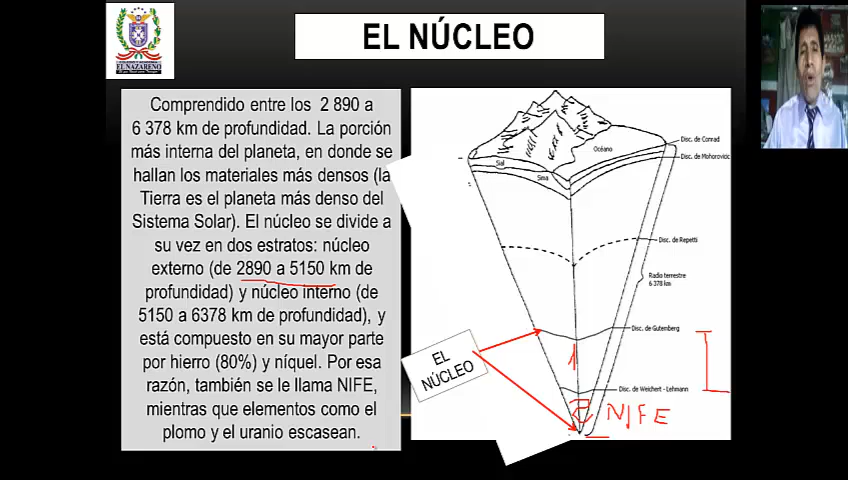 EL NÚCLEO
EL NAZARENO
Comprendido entre los 2 890 a
6 378 km de profundidad. La porción
más interna del planeta, en donde se
hallan los materiales más densos (la
Tierra es el planeta más denso del
Sistema Solar). El núcleo se divide a
su vez en dos estratos: núcleo
externo (de 2890 a 5150 km de
profundidad) y núcleo interno (de
5150 a 6378 km de profundidad), y
está compuesto en su mayor parte
por hierro (80%) y níquel. Por esa
razón, también se le llama NIFE,
mientras que elementos como el
plomo y el uranio escasean.
Océano
Disc. de Conrad
Disc. de Mohorovicic
Sial
Sima
Disc. de Repetti
Radio terrestre
6 378 km
Disc. de Gutemberg
EL
NÚCLEO
1
Disc. de Weichert - Lehmann
2
NIFE